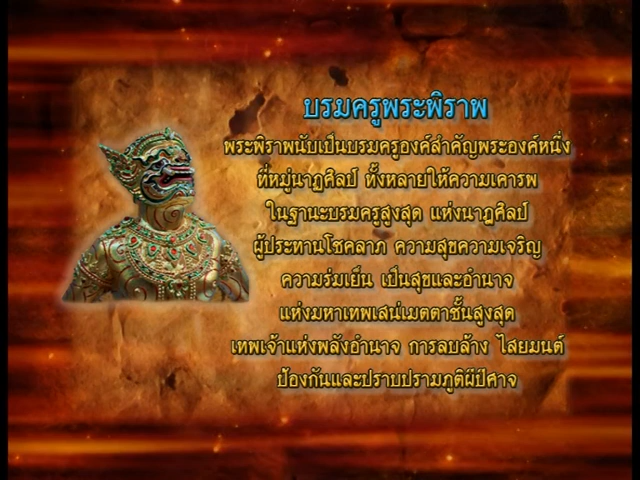 บรมครูพระพิราพ
พระพิราพนับเป็นบรมครูองค์สำคัญพระองค์หนึ่ง
ที่หมู่นาฏศิลป์ ทั้งหลายให้ความเคารพ
ในฐานะบรมครูสูงสุด แห่งนาฏศิลป์
ผู้ประทานโชคลาภ ความสุขความเจริญ
ความร่มเย็น เป็นสุขและอำนาจ
แห่งมหาเทพเสน่เมตตาชั้นสูงสุด
เทพเจ้าแห่งพลังอำนาจ การลบล้าง ไสยมนต์
ป้องกันและปราบปรามภูติผีปีศาจ